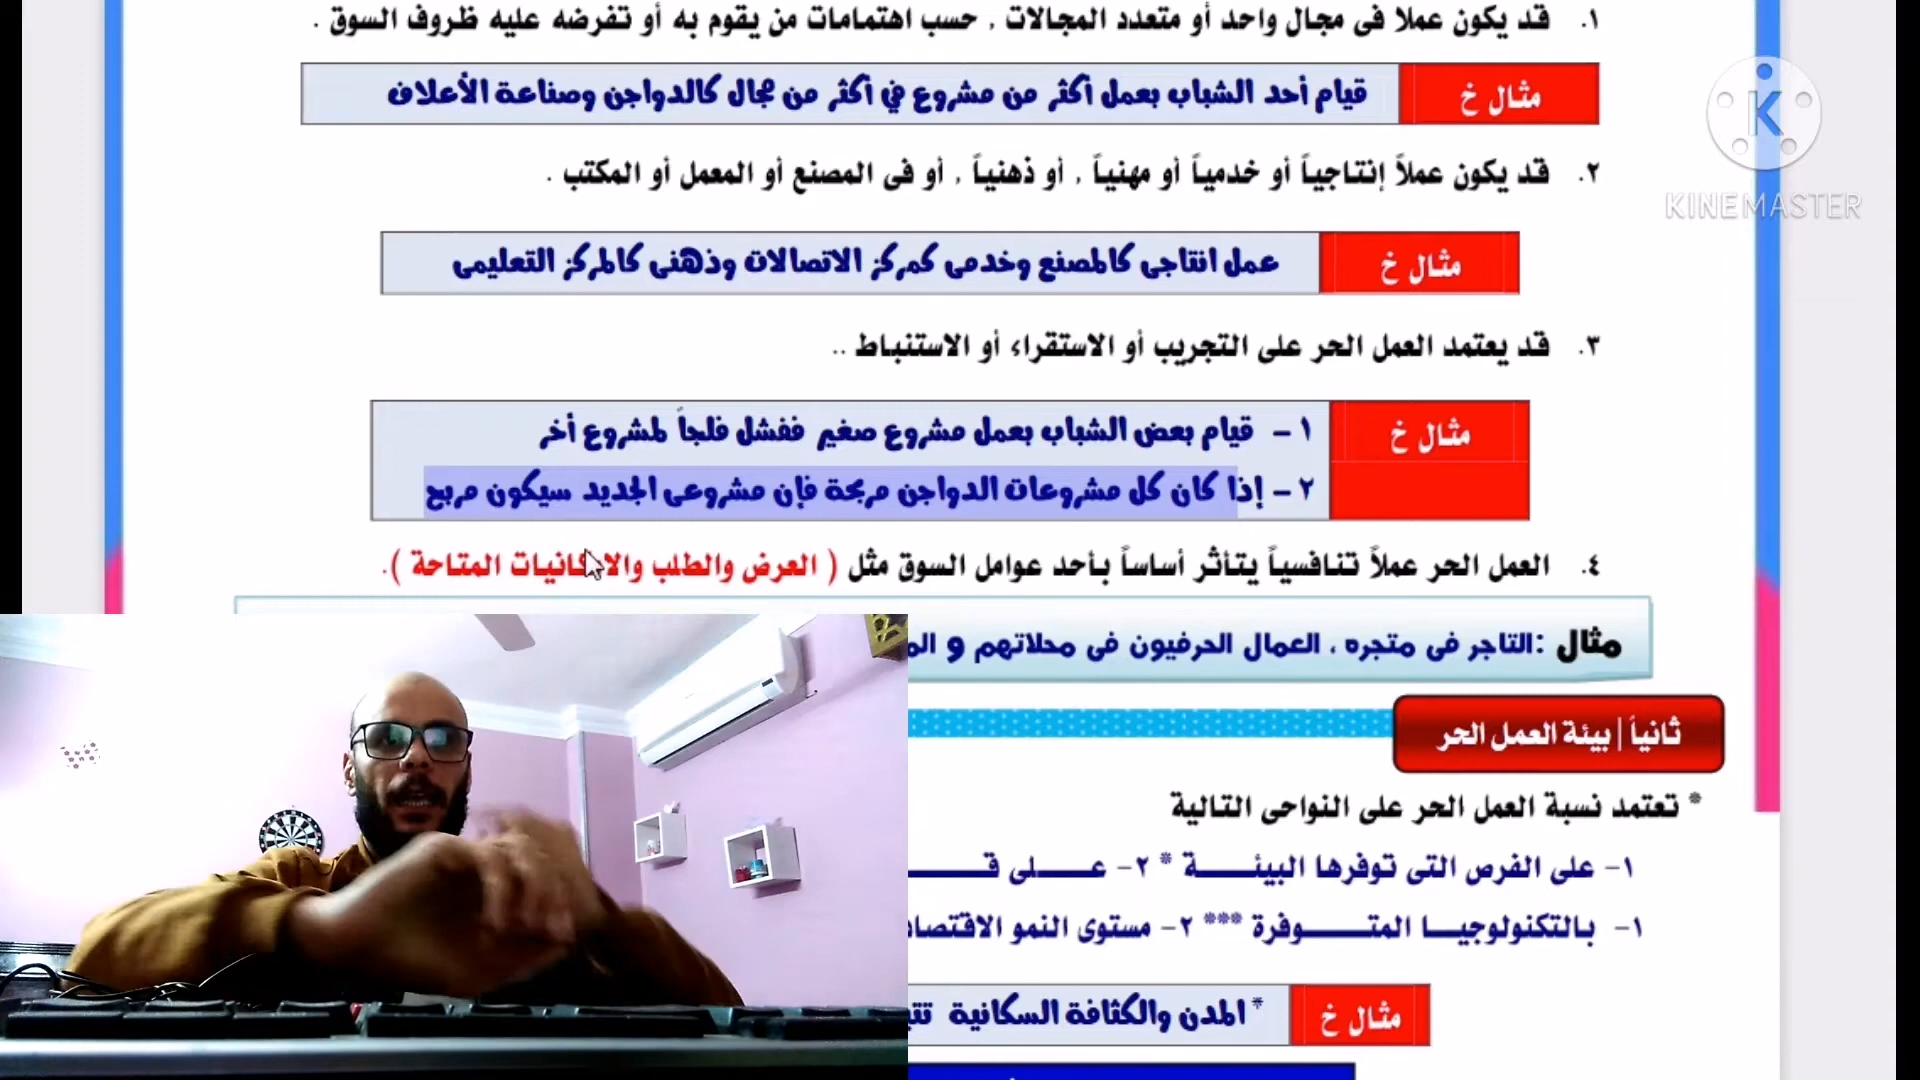 ١. قد يكون عملا فى مجال واحد أو متعدد المجالات , حسب اهتمامات من يقوم به أو تفرضه عليه ظروف السوق .
مثال خ قيام أحد الشباب بعمل أكثر من مشروع في أكثر من مجال كالدواجن وصناعة الأعلاف
K
KINEMASTER
٢. قد يكون عملاً إنتاجياً أو خدمياً أو مهنياً , أو ذهنياً , أو فى المصنع أو المعمل أو المكتب .
مثال خ عمل انتاجى كالمصنع وخدمى كمركز الاتصالات وذهنى كالمركز التعليمى
٣. قد يعتمد العمل الحر على التجريب أو الاستقراء أو الاستنباط ..
مثال خ ١ – قيام بعض الشباب بعمل مشروع صغير ففشل فلجأ لمشروع أخر
٢ – إذا كان كل مشروعات الدواجن مربحة فإن مشروعى الجديد سيكون مربح
٤. العمل الحر عملاً تنافسياً يتأثر أساساً بأحد عوامل السوق مثل ( العرض والطلب والامكانيات المتاحة ).
مثال :التاجر فى متجره ، العمال الحرفيون فى محلاتهم و
ثانياً | بيئة العمل الحر
* تعتمد نسبة العمل الحر على النواحى التالية
١– على الفرص التى توفرها البيئـــــة * ٢– عـــــلى
١– بالتكنولوجيـــا المتــــــوفرة *** ٢– مستوى النمو
مثال خ * المدن والكثافة السكانية